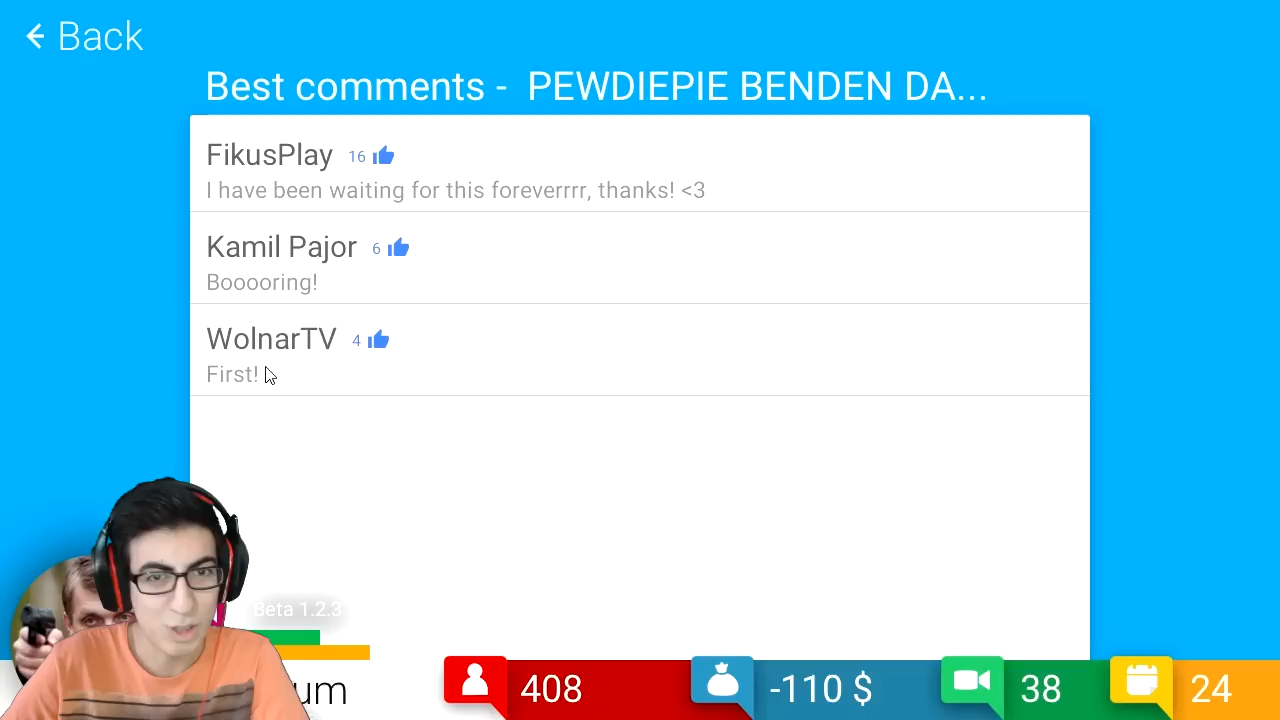 Back
Best comments - PEWDIEPIE BENDEN DA...
FikusPlay 16
I have been waiting for this foreverrrr, thanks! <3
Kamil Pajor 6
Booooring!
WolnarTV 4
First!
Beta 1.2.3
um
408
-110 $
38
24